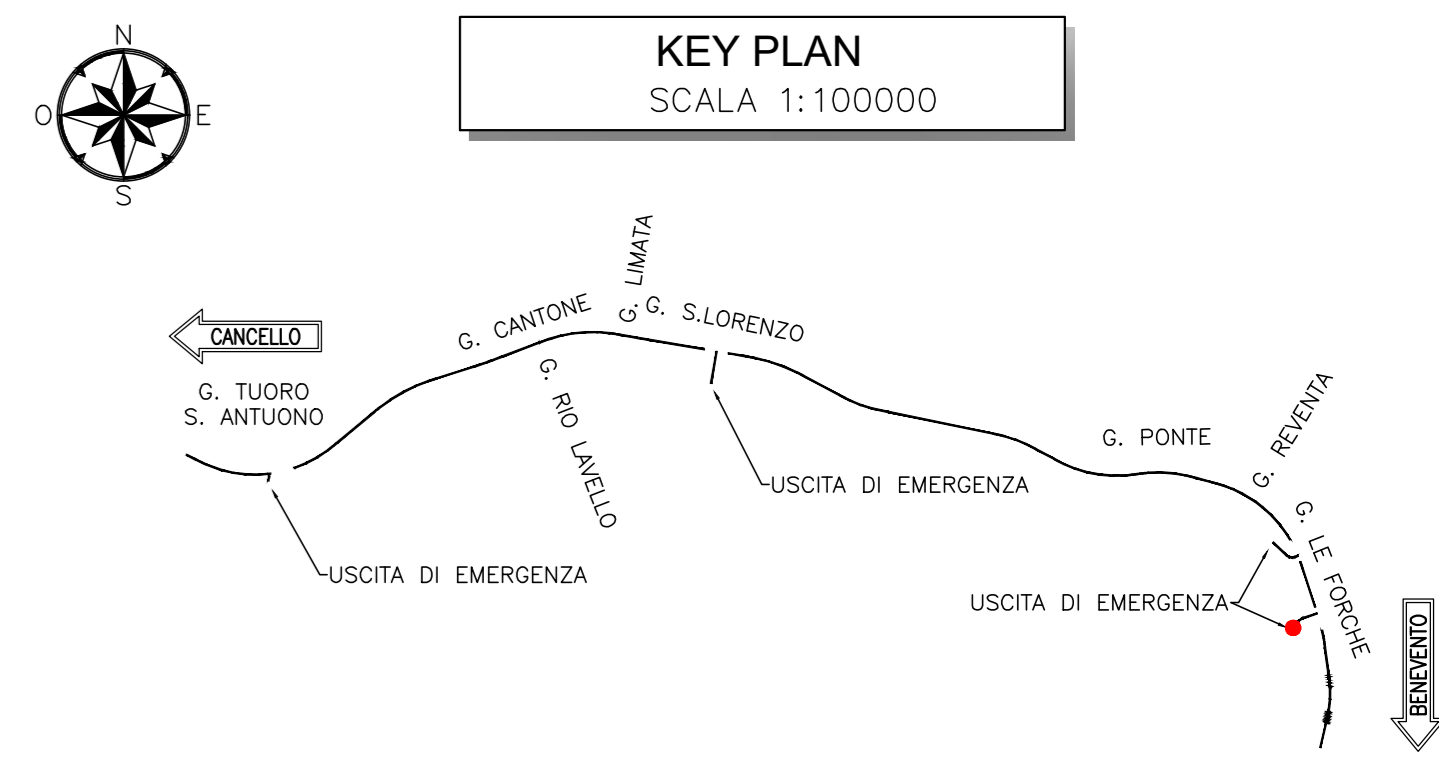 N
O
E
S
KEY PLAN
SCALA 1:100000
CANCELLO
G. TUORO
S. ANTUONO
G. CANTONE
G. LIMATA
G. S.LORENZO
G. RIO LAVELLO
USCITA DI EMERGENZA
USCITA DI EMERGENZA
G. PONTE
G. REVENTA
G. LE FORCHE
USCITA DI EMERGENZA
BENEVENTO